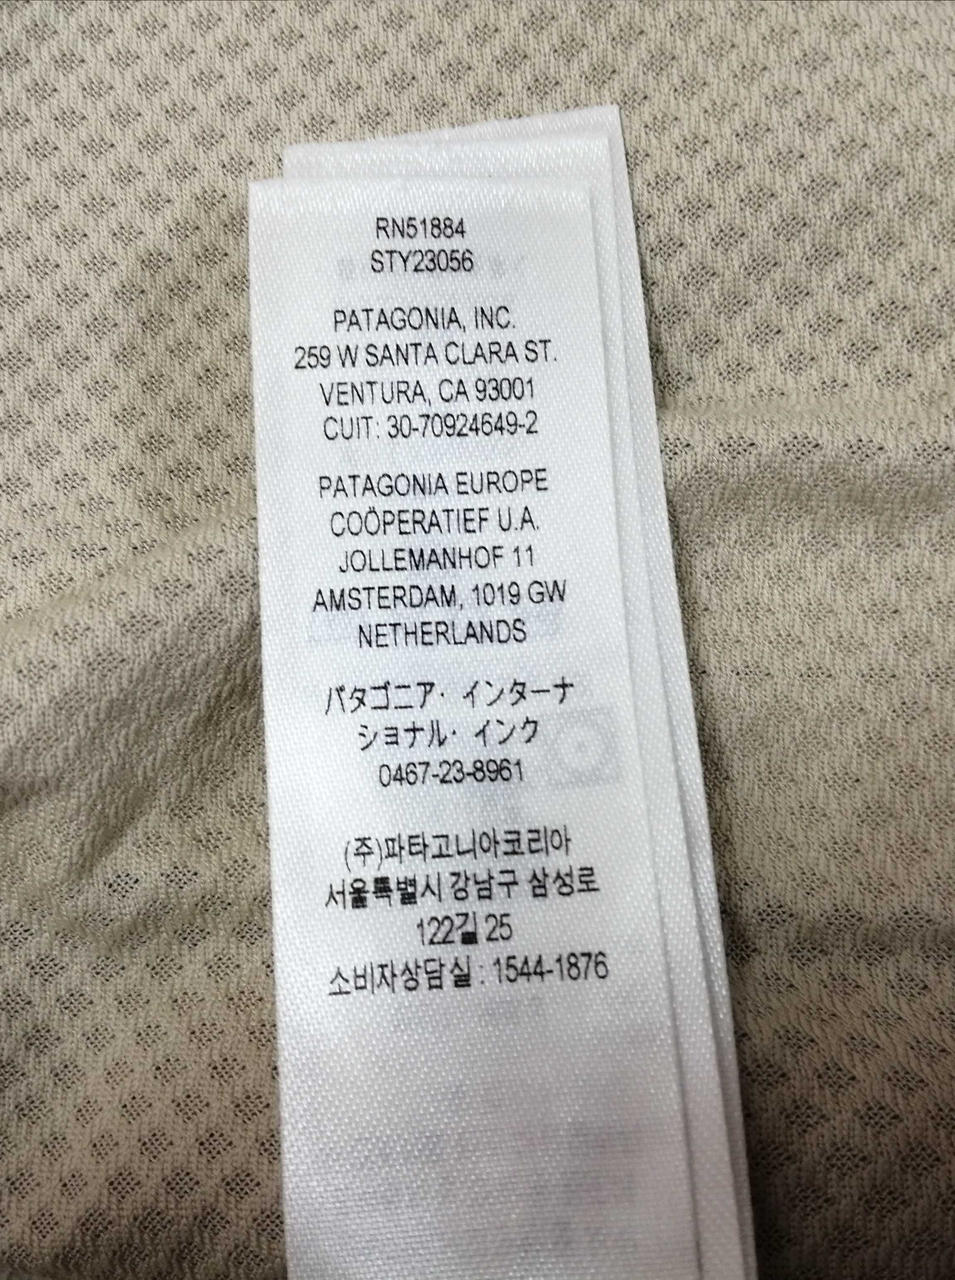 RN51884
STY23056
PATAGONIA, INC.
259 W SANTA CLARA ST.
VENTURA, CA 93001
CUIT: 30-70924649-2
PATAGONIA EUROPE
COÖPERATIEF U.A.
JOLLEMANHOF 11
AMSTERDAM, 1019 GW
NETHERLANDS
パタゴニア・インターナ
ショナル・インク
0467-23-8961
(주)파타고니아코리아
서울특별시 강남구 삼성로
122길 25
소비자상담실 : 1544-1876